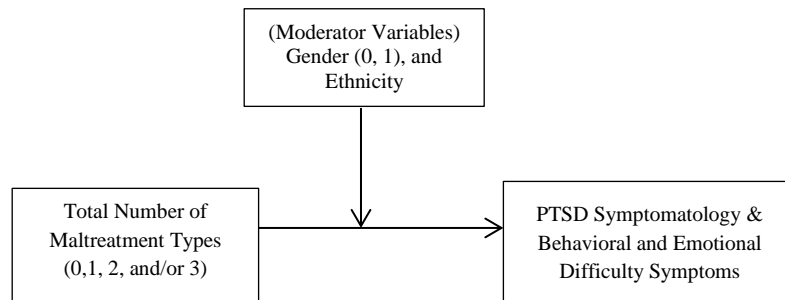 (Moderator Variables)
Gender (0, 1), and
Ethnicity
Total Number of
Maltreatment Types
(0,1, 2, and/or 3)
PTSD Symptomatology &
Behavioral and Emotional
Difficulty Symptoms